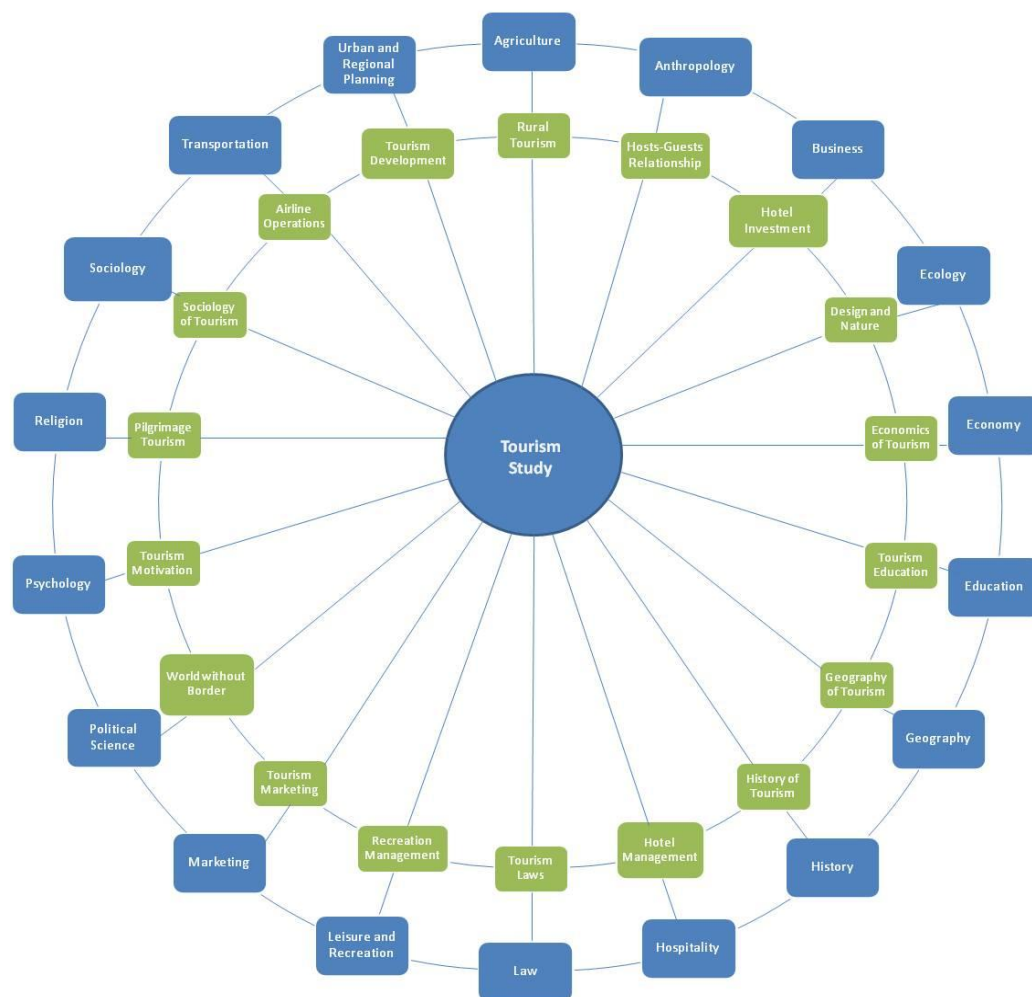 Agriculture
Anthropology
Business
Ecology
Economy
Education
Geography
History
Hospitality
Law
Leisure and
Recreation
Marketing
Political
Science
Psychology
Religion
Sociology
Transportation
Urban and
Regional
Planning
Rural
Tourism
Hosts-Guests
Relationship
Hotel
Investment
Design and
Nature
Economics
of Tourism
Tourism
Education
Geography
of Tourism
History of
Tourism
Hotel
Management
Tourism
Laws
Recreation
Management
Tourism
Marketing
World without
Border
Tourism
Motivation
Pilgrimage
Tourism
Sociology
of Tourism
Airline
Operations
Tourism
Development
Tourism
Study